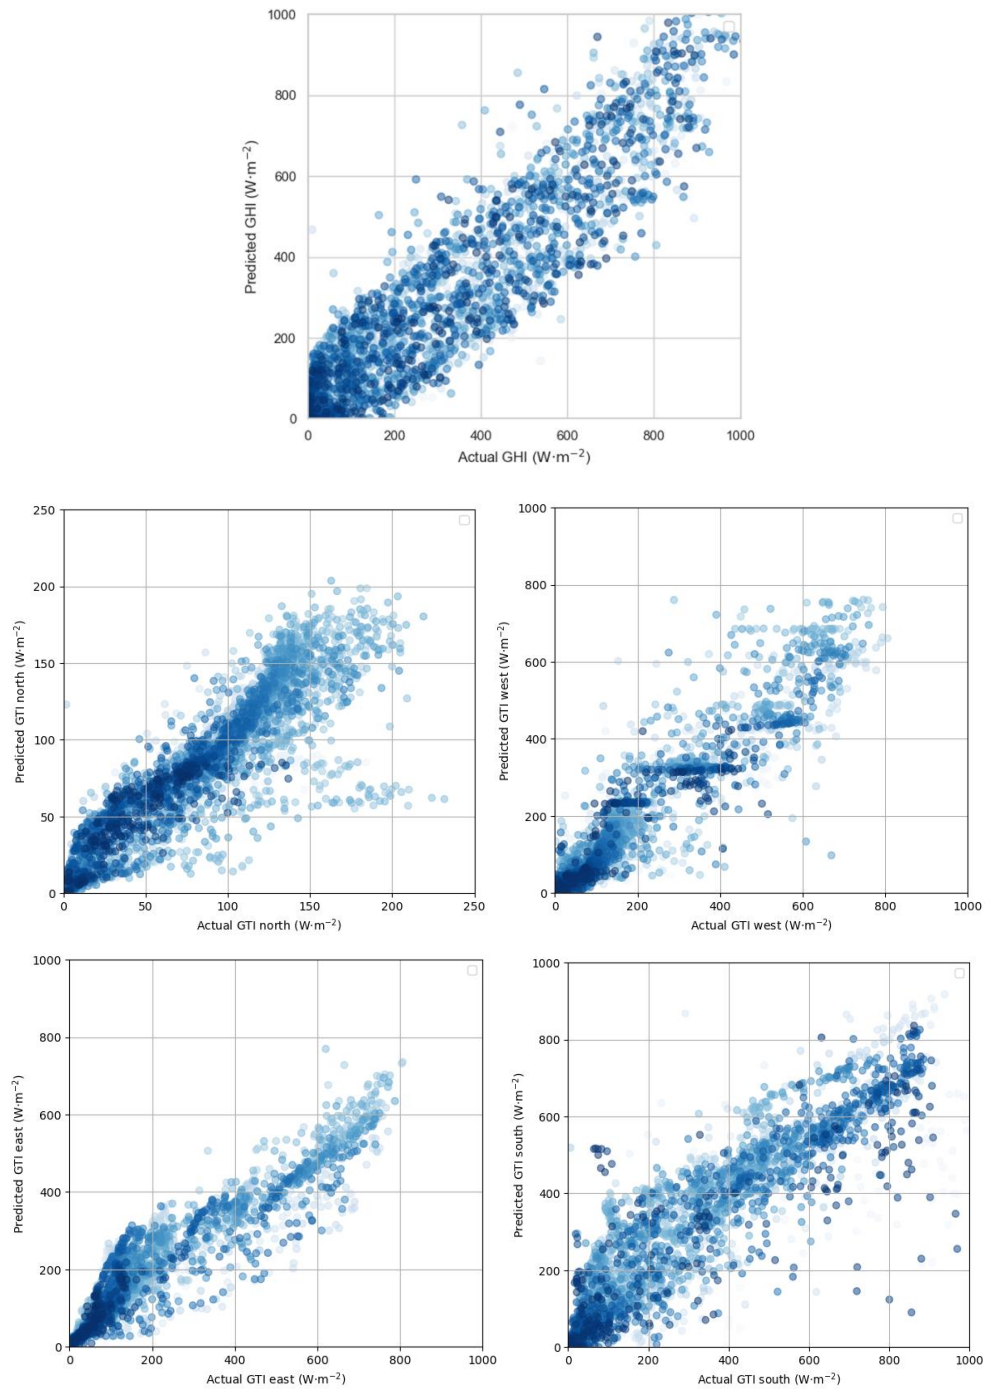 1000
800
600
400
200
0
Predicted GHI (W·m⁻²)
0 200 400 600 800 1000
Actual GHI (W·m⁻²)
250
200
150
100
50
0
Predicted GTI north (W·m⁻²)
0 50 100 150 200 250
Actual GTI north (W·m⁻²)
1000
800
600
400
200
0
Predicted GTI west (W·m⁻²)
0 200 400 600 800 1000
Actual GTI west (W·m⁻²)
1000
800
600
400
200
0
Predicted GTI east (W·m⁻²)
0 200 400 600 800 1000
Actual GTI east (W·m⁻²)
1000
800
600
400
200
0
Predicted GTI south (W·m⁻²)
0 200 400 600 800 1000
Actual GTI south (W·m⁻²)